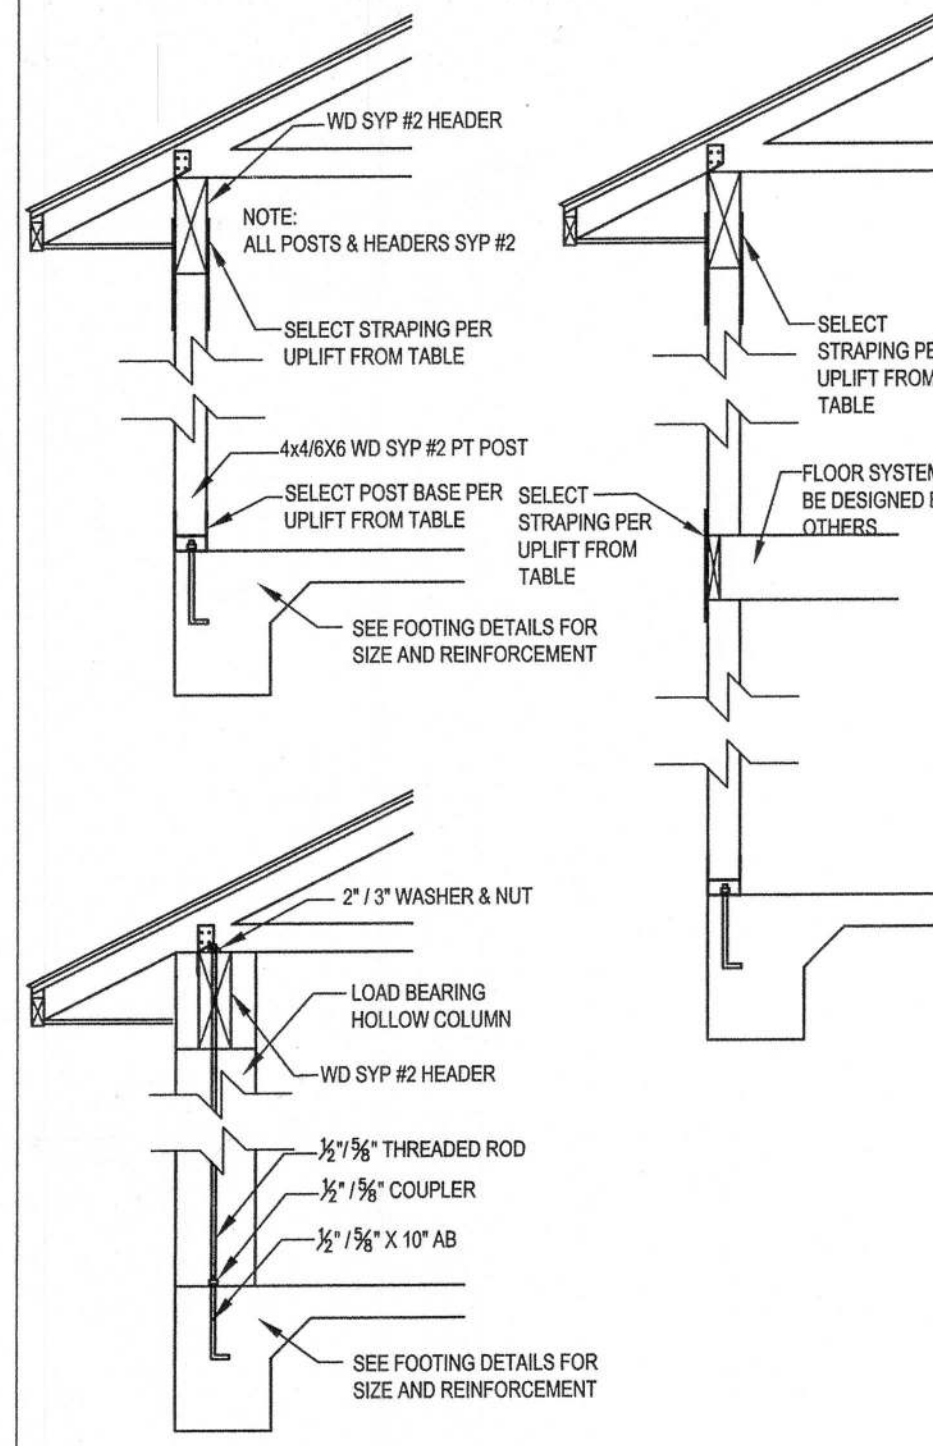 WD SYP #2 HEADER
NOTE:
ALL POSTS & HEADERS SYP #2
SELECT STRAPING PER
UPLIFT FROM TABLE
4x4/6X6 WD SYP #2 PT POST
SELECT POST BASE PER
UPLIFT FROM TABLE
SEE FOOTING DETAILS FOR
SIZE AND REINFORCEMENT
SELECT
STRAPING PE
UPLIFT FROM
TABLE
FLOOR SYSTEM
BE DESIGNED
OTHERS
SELECT
STRAPING PER
UPLIFT FROM
TABLE
2" / 3" WASHER & NUT
LOAD BEARING
HOLLOW COLUMN
WD SYP #2 HEADER
½"/⅝" THREADED ROD
½" / ⅝" COUPLER
½" / ⅝" X 10" AB
SEE FOOTING DETAILS FOR
SIZE AND REINFORCEMENT